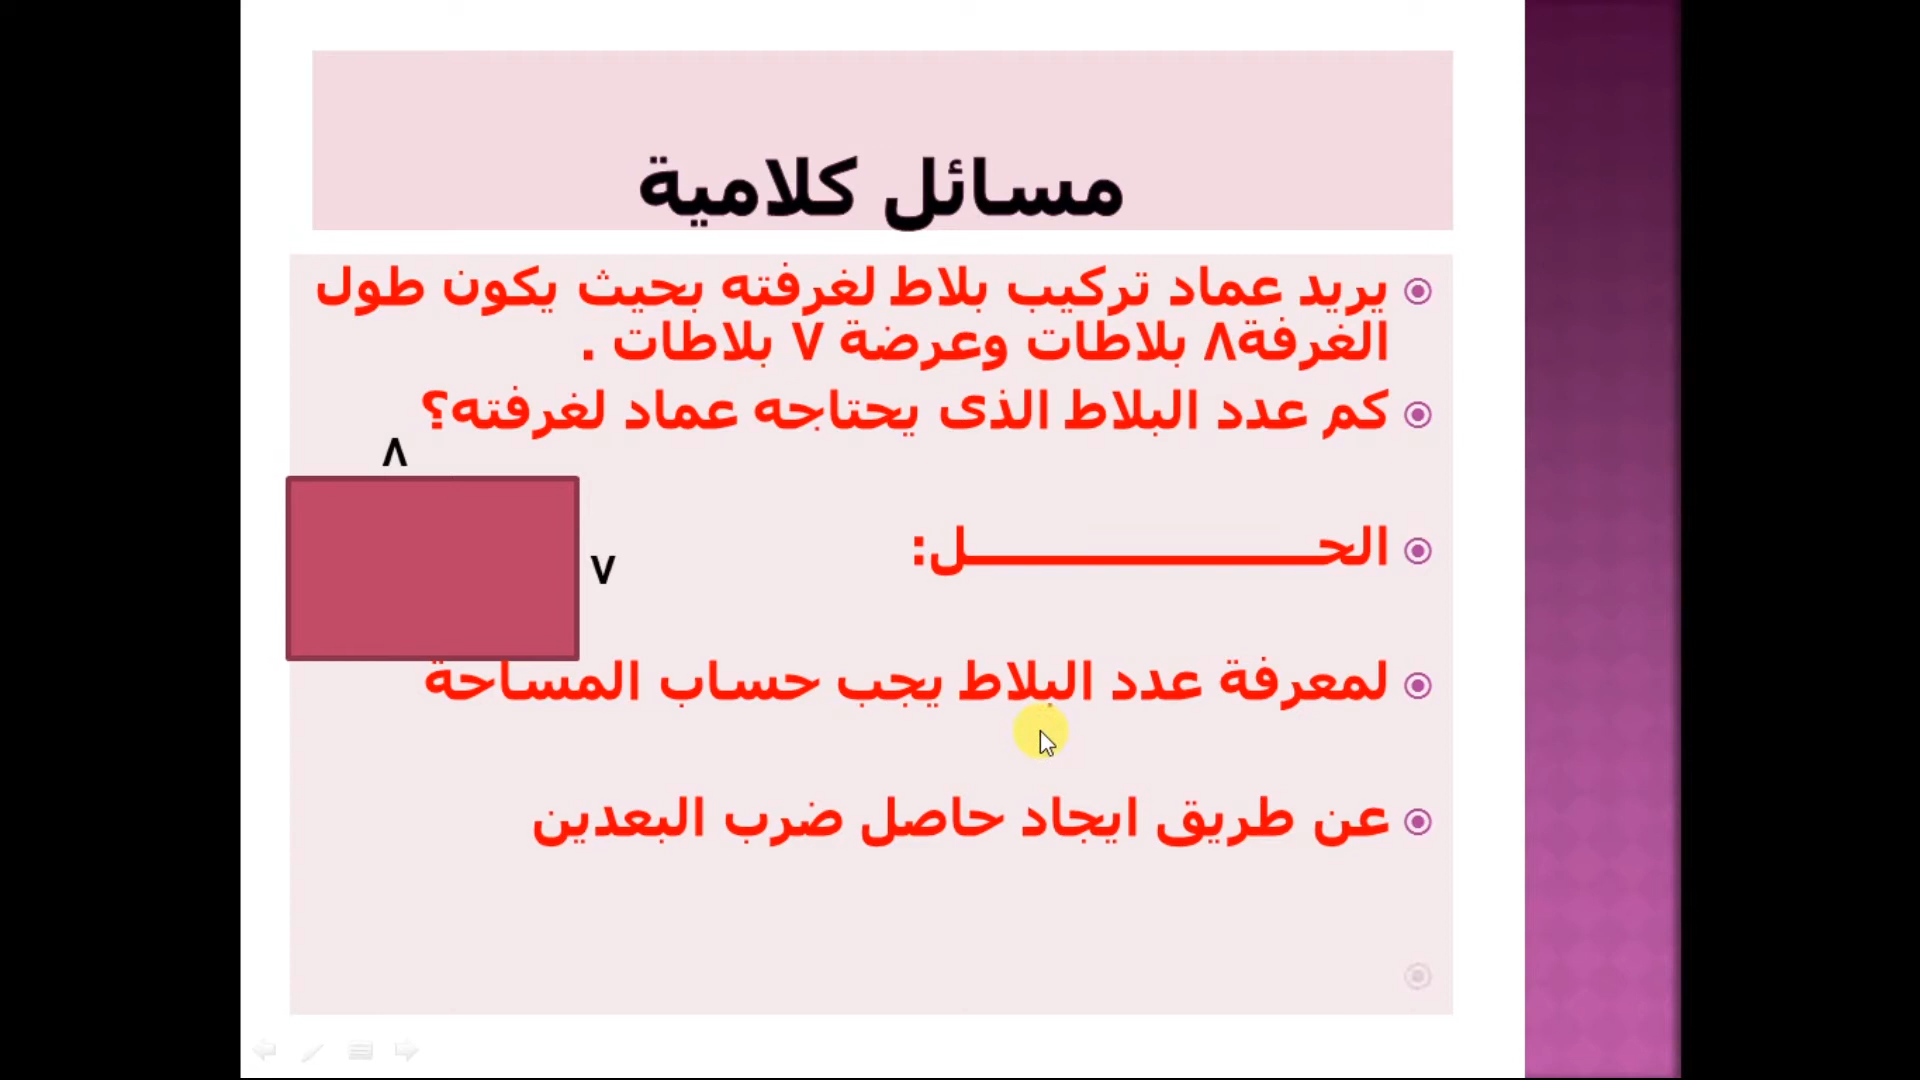 مسائل كلامية
يريد عماد تركيب بلاط لغرفته بحيث يكون طول
الغرفة٨ بلاطات وعرضة ٧ بلاطات .
كم عدد البلاط الذى يحتاجه عماد لغرفته؟
٨
الحـــــــــــــــــــل:
٧
لمعرفة عدد البلاط يجب حساب المساحة
عن طريق ايجاد حاصل ضرب البعدين